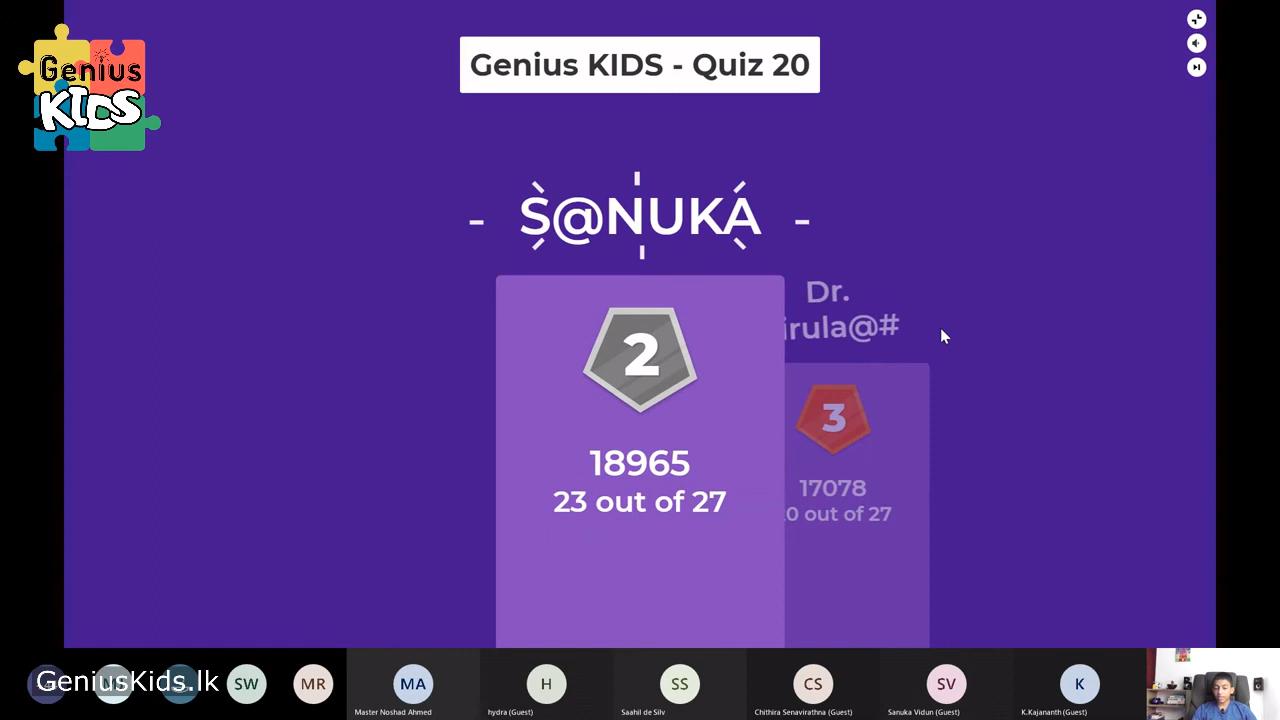 Genius
KIDS
Genius KIDS - Quiz 20
S@NUKA
Dr.
2
3
18965
23 out of 27
17078
out of 27
GeniusKids.lk
SW
MR
MA
H
SS
CS
SV
K
Master Noshad Ahmed
hydra (Guest)
Saahil de Silv
Chithira Senavirathna (Guest)
Sanuka Vidun (Guest)
K.Kajananth (Guest)